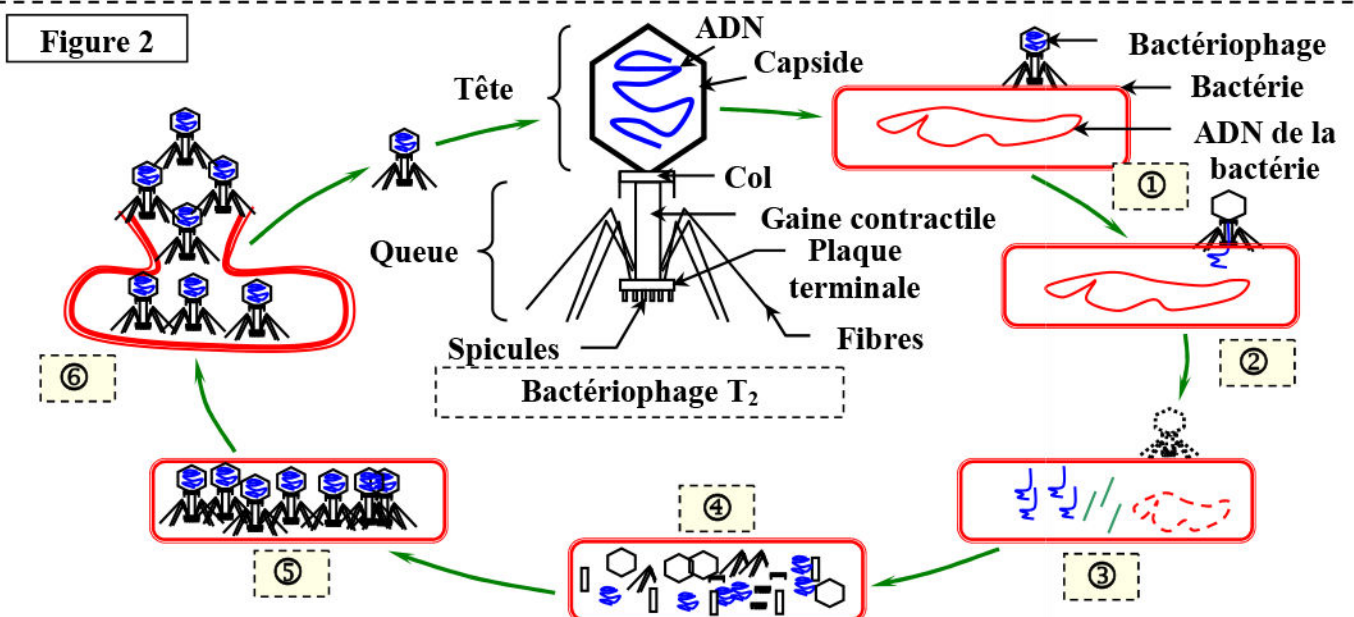 Figure 2
ADN
Capside
Tête
Col
Gaine contractile
Queue
Plaque
terminale
Spicules
Fibres
Bactériophage T₂
Bactériophage
Bactérie
ADN de la
bactérie
①
②
③
④
⑤
⑥